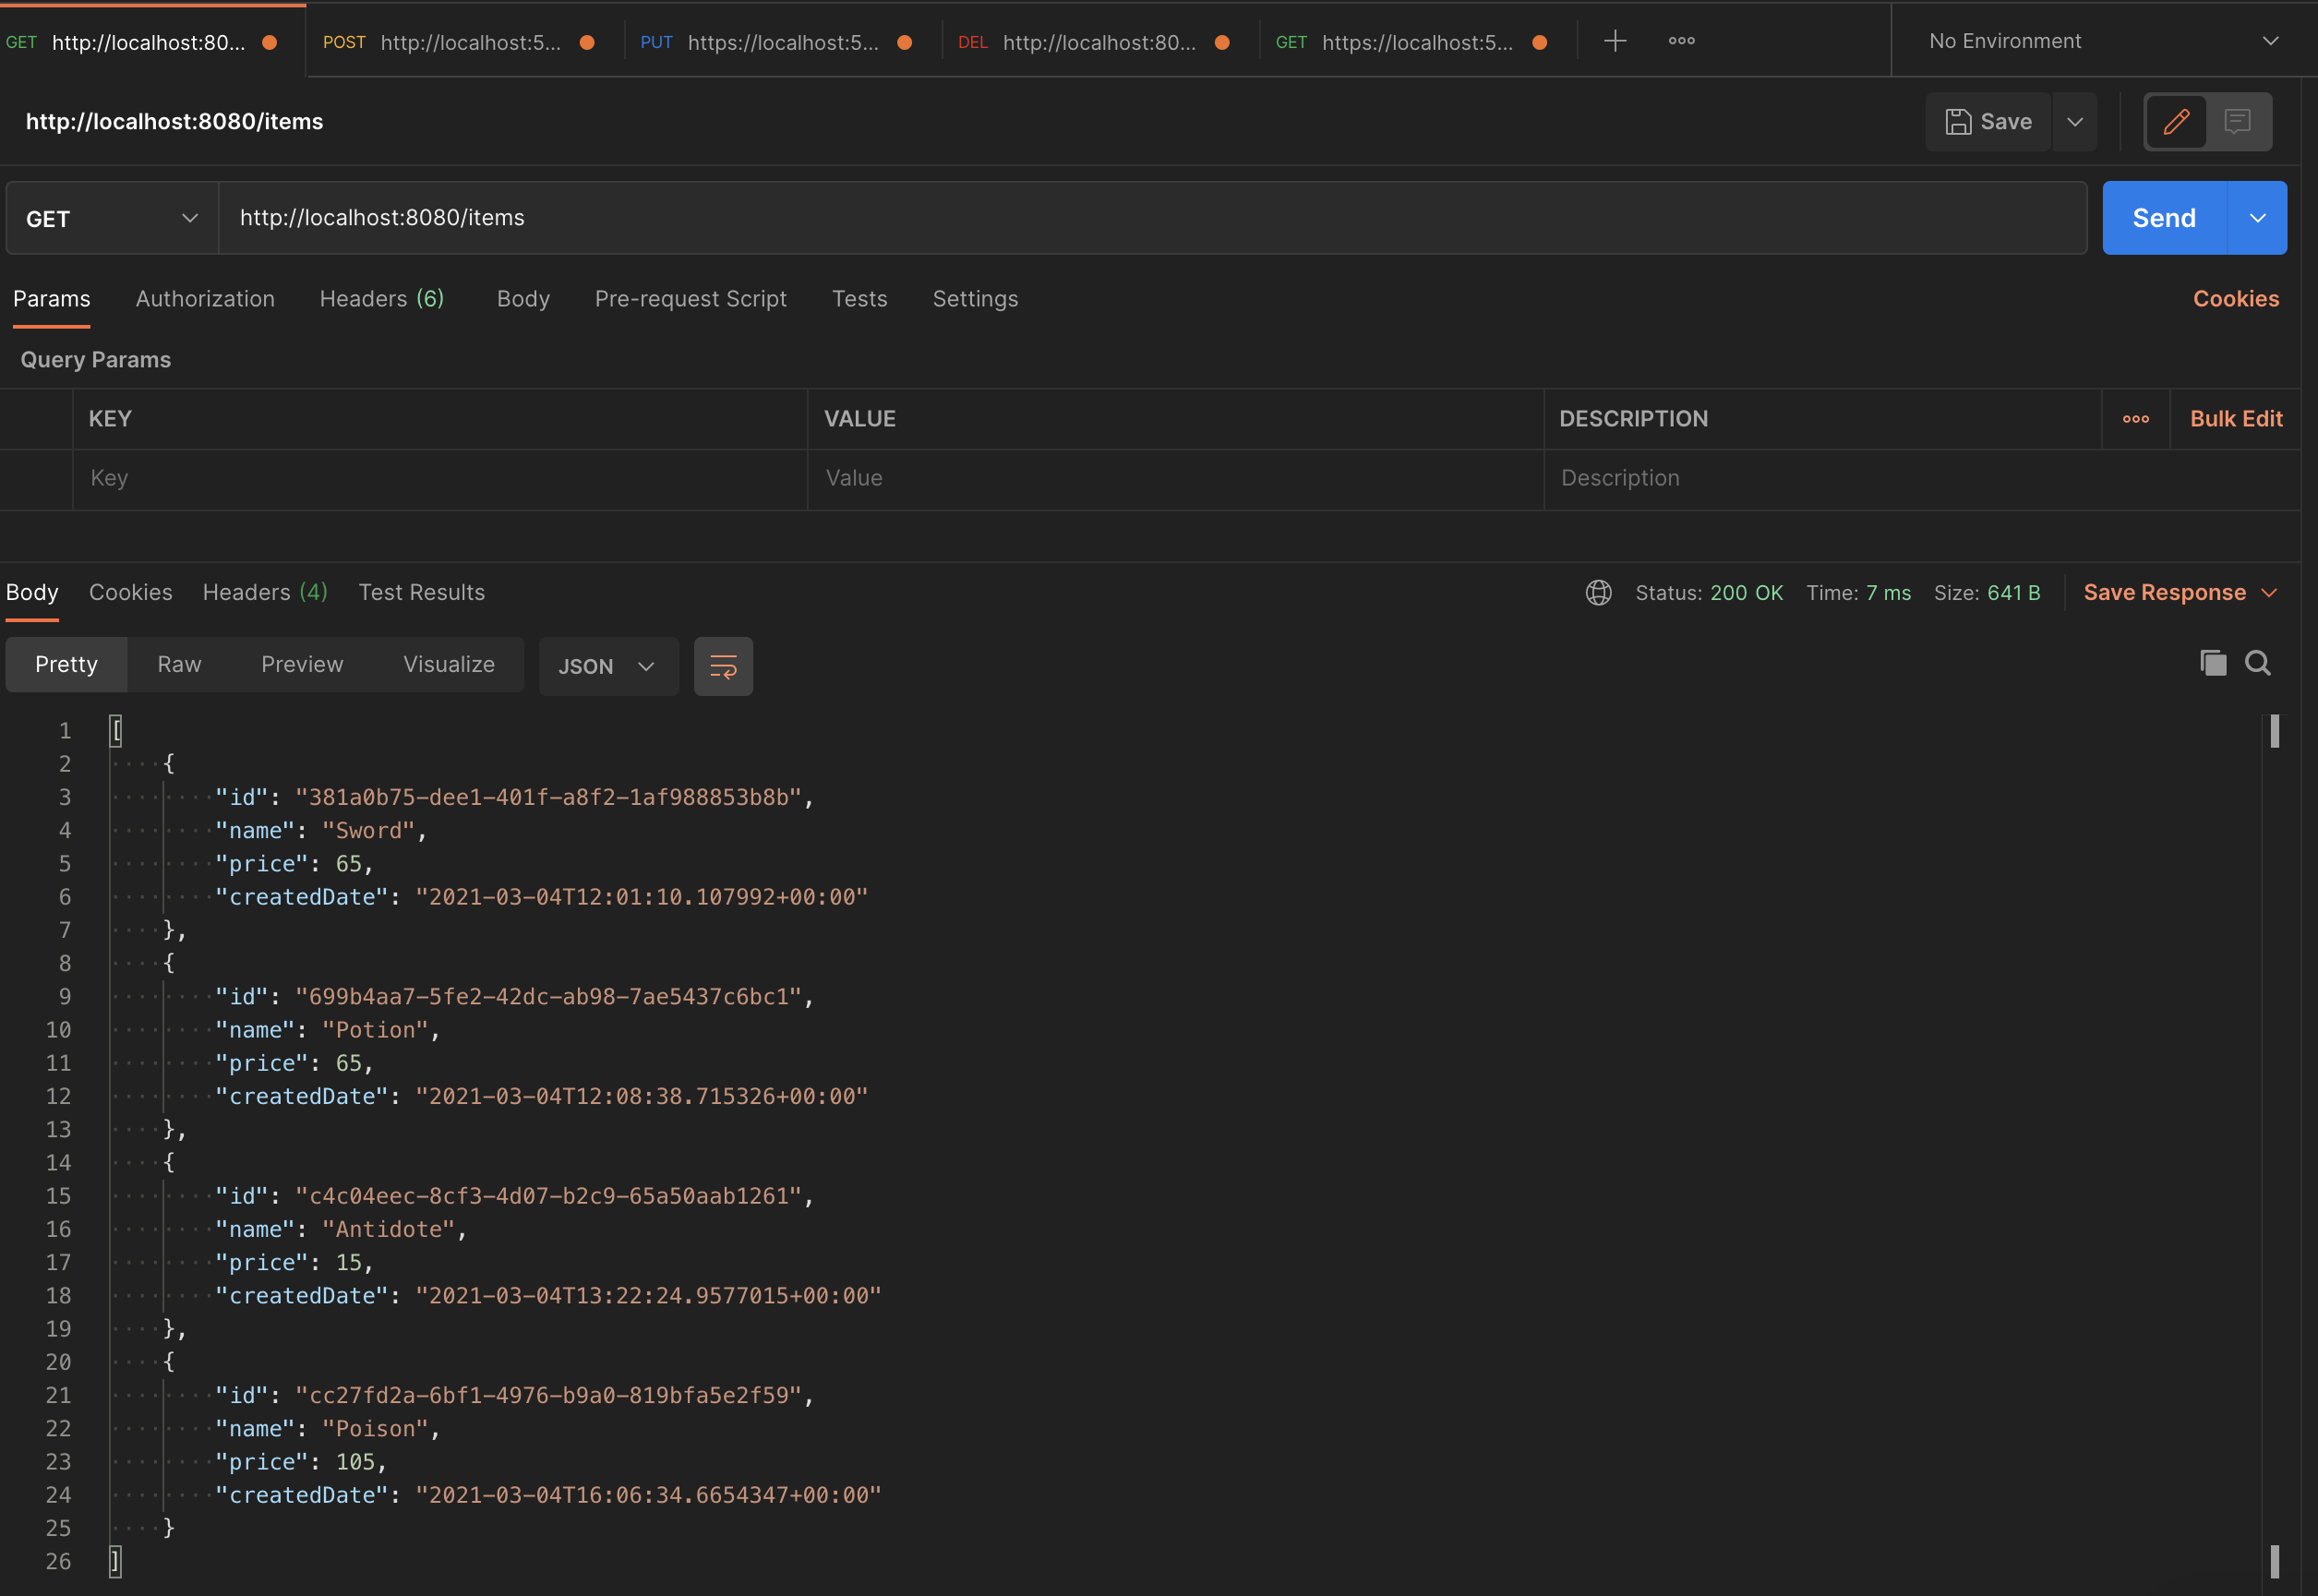 GET http://localhost:80... POST http://localhost:5... PUT https://localhost:5... DEL http://localhost:80... GET https://localhost:5... No Environment
http://localhost:8080/items Save
GET http://localhost:8080/items Send
Params Authorization Headers (6) Body Pre-request Script Tests Settings Cookies
Query Params
KEY VALUE DESCRIPTION Bulk Edit
Key Value Description
Body Cookies Headers (4) Test Results Status: 200 OK Time: 7 ms Size: 641 B Save Response
Pretty Raw Preview Visualize JSON
1 [
2 {
3 "id": "381a0b75-dee1-401f-a8f2-1af988853b8b",
4 "name": "Sword",
5 "price": 65,
6 "createdDate": "2021-03-04T12:01:10.107992+00:00"
7 },
8 {
9 "id": "699b4aa7-5fe2-42dc-ab98-7ae5437c6bc1",
10 "name": "Potion",
11 "price": 65,
12 "createdDate": "2021-03-04T12:08:38.715326+00:00"
13 },
14 {
15 "id": "c4c04eec-8cf3-4d07-b2c9-65a50aab1261",
16 "name": "Antidote",
17 "price": 15,
18 "createdDate": "2021-03-04T13:22:24.9577015+00:00"
19 },
20 {
21 "id": "cc27fd2a-6bf1-4976-b9a0-819bfa5e2f59",
22 "name": "Poison",
23 "price": 105,
24 "createdDate": "2021-03-04T16:06:34.6654347+00:00"
25 }
26 ]